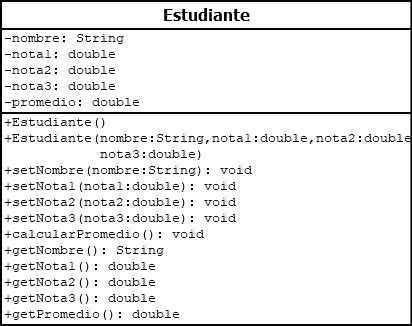 Estudiante
-nombre: String
-nota1: double
-nota2: double
-nota3: double
-promedio: double
+Estudiante()
+Estudiante(nombre:String,nota1:double,nota2:double
nota3:double)
+setNombre(nombre:String): void
+setNota1(nota1:double): void
+setNota2(nota2:double): void
+setNota3(nota3:double): void
+calcularPromedio(): void
+getNombre(): String
+getNota1(): double
+getNota2(): double
+getNota3(): double
+getPromedio(): double